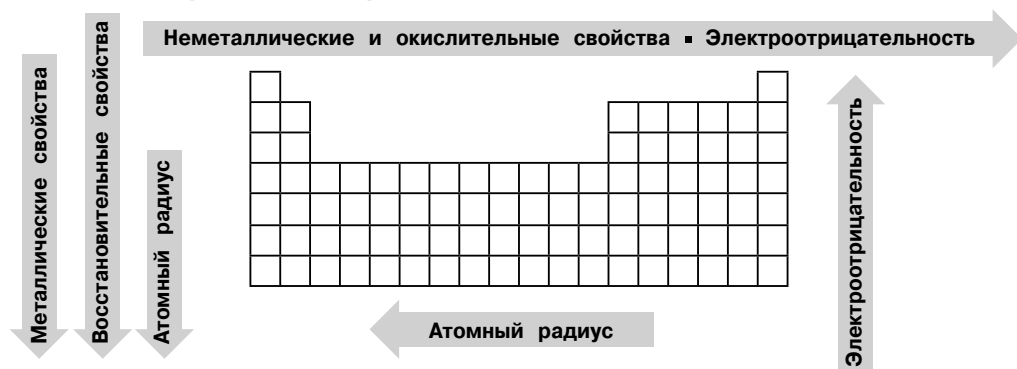 Неметаллические и окислительные свойства ▪ Электроотрицательность
Металлические свойства
Восстановительные свойства
Атомный радиус
Электроотрицательность
Атомный радиус